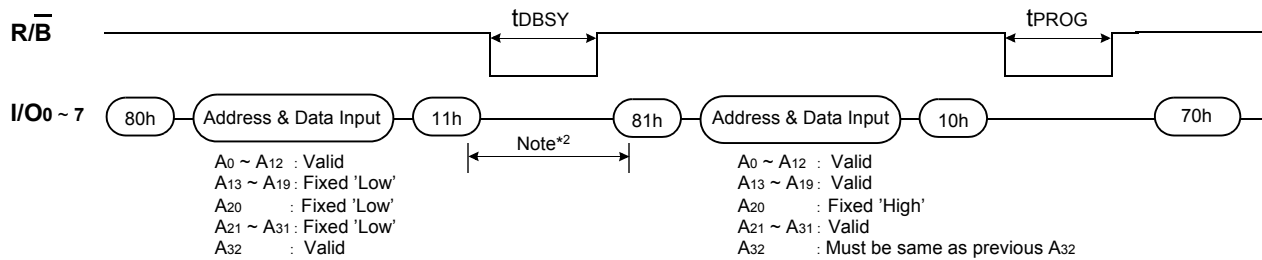 tDBSY tPROG
R/B
I/O0 ~ 7 80h Address & Data Input 11h 81h Address & Data Input 10h 70h
Note*2
A0 ~ A12 : Valid
A13 ~ A19 : Fixed 'Low'
A20 : Fixed 'Low'
A21 ~ A31 : Fixed 'Low'
A32 : Valid
A0 ~ A12 : Valid
A13 ~ A19 : Valid
A20 : Fixed 'High'
A21 ~ A31 : Valid
A32 : Must be same as previous A32